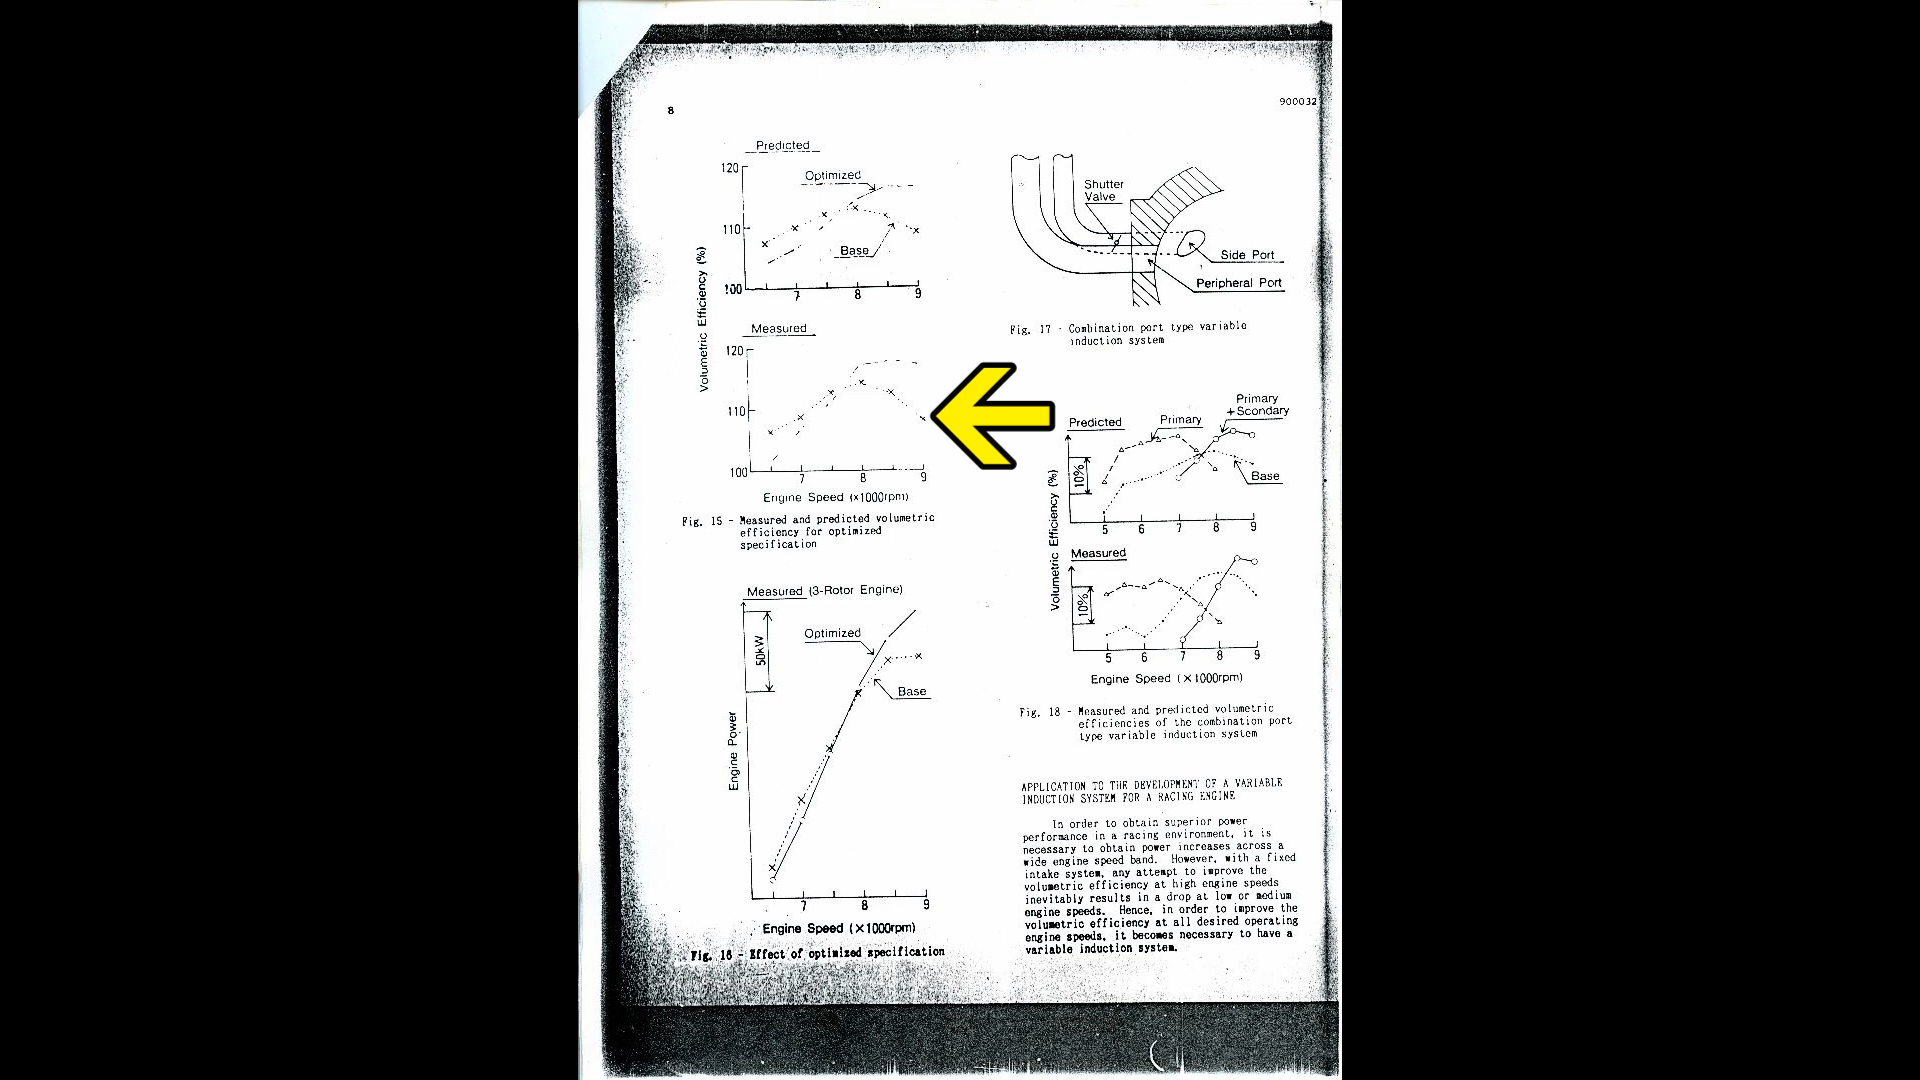 8
900032
Predicted
120
Optimized
110
Base
100
7 8 9
Volumetric Efficiency (%)
Measured
120
110
100
7 8 9
Engine Speed (x1000rpm)
Fig. 15 - Measured and predicted volumetric
efficiency for optimized
specification
Measured (3-Rotor Engine)
Optimized
50kW
Base
Engine Power
7 8 9
Engine Speed (X1000rpm)
Fig. 16 - Effect of optimized specification
Shutter
Valve
Side Port
Peripheral Port
Fig. 17 - Combination port type variable
induction system
Primary
+Scondary
Predicted
Primary
10%
Base
5 6 7 8 9
Volumetric Efficiency (%)
Measured
10%
5 6 7 8 9
Engine Speed (X1000rpm)
Fig. 18 - Measured and predicted volumetric
efficiencies of the combination port
type variable induction system
APPLICATION TO THE DEVELOPMENT OF A VARIABLE
INDUCTION SYSTEM FOR A RACING ENGINE
In order to obtain superior power
performance in a racing environment, it is
necessary to obtain power increases across a
wide engine speed band. However, with a fixed
intake system, any attempt to improve the
volumetric efficiency at high engine speeds
inevitably results in a drop at low or medium
engine speeds. Hence, in order to improve the
volumetric efficiency at all desired operating
engine speeds, it becomes necessary to have a
variable induction system.